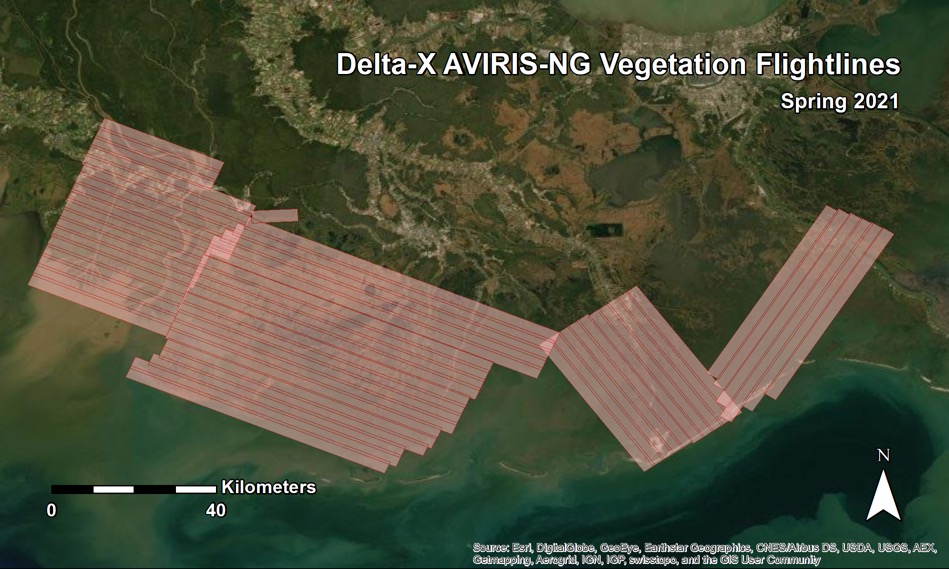 Delta-X AVIRIS-NG Vegetation Flightlines
Spring 2021
N
Kilometers
0 40
Source: Esri, DigitalGlobe, GeoEye, Earthstar Geographics, CNES/Airbus DS, USDA, USGS, AEX,
Getmapping, Aerogrid, IGN, IGP, swisstopo, and the GIS User Community